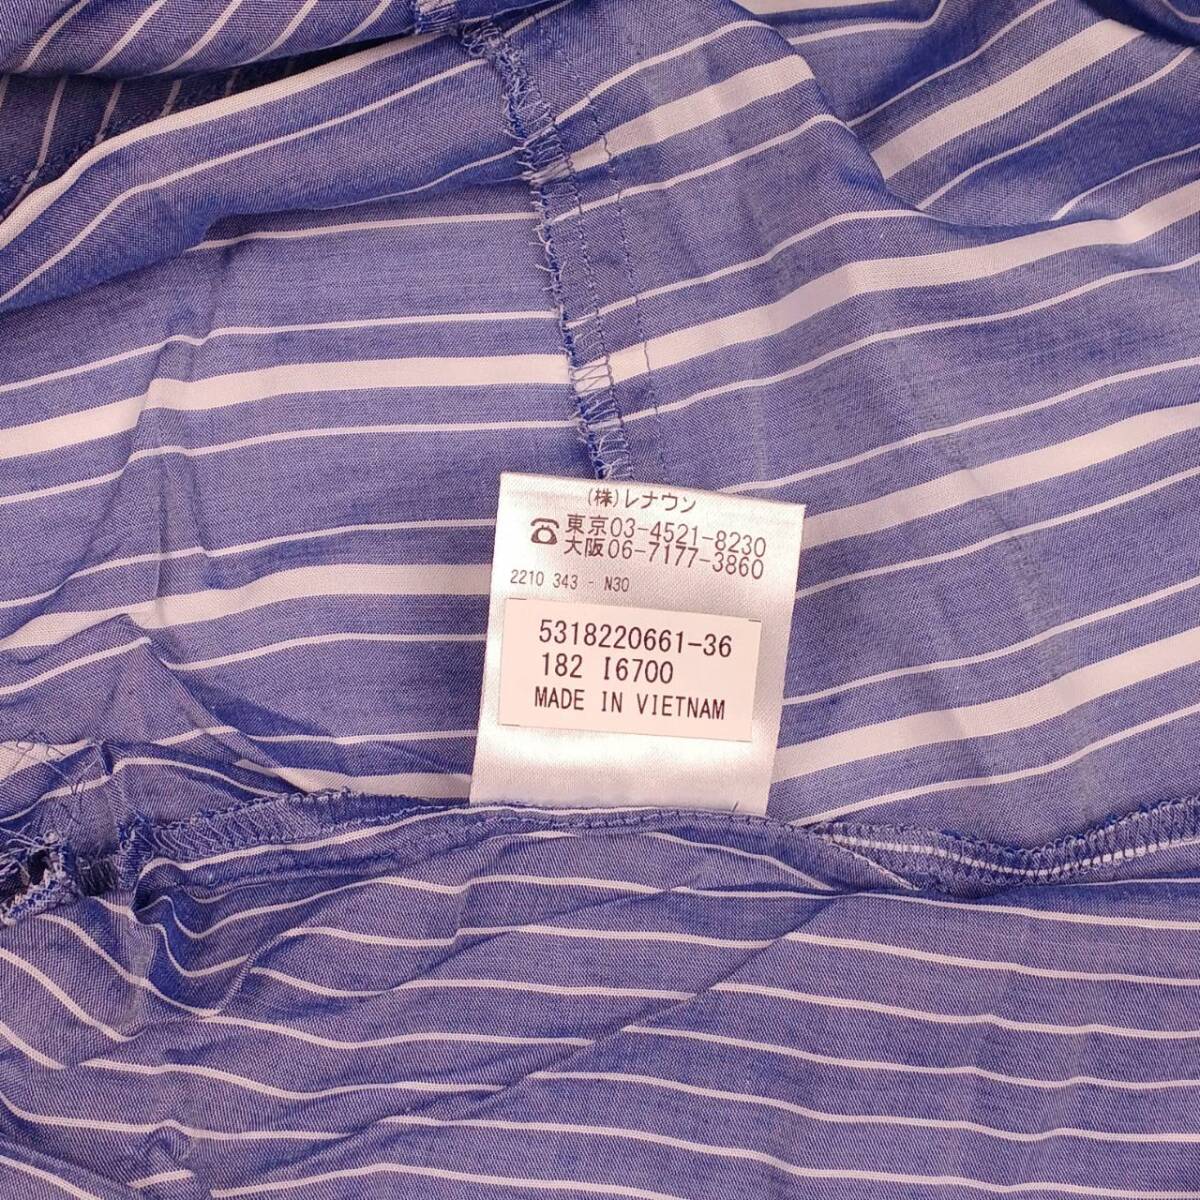 (株)レナウン
☎東京03-4521-8230
大阪06-7177-3860
2210 343 - N30
5318220661-36
182 I6700
MADE IN VIETNAM